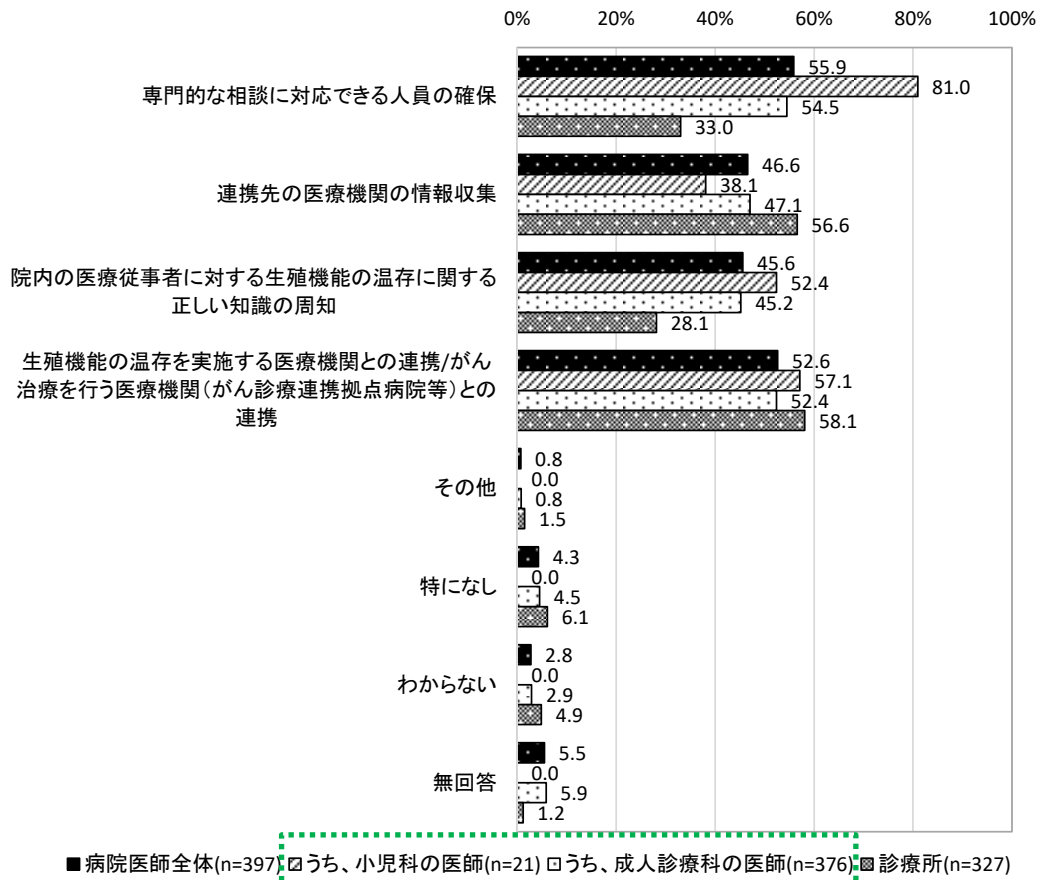 0% 20% 40% 60% 80% 100%
専門的な相談に対応できる人員の確保
55.9
81.0
54.5
33.0
連携先の医療機関の情報収集
46.6
38.1
47.1
56.6
院内の医療従事者に対する生殖機能の温存に関する
正しい知識の周知
45.6
52.4
45.2
28.1
生殖機能の温存を実施する医療機関との連携/がん
治療を行う医療機関(がん診療連携拠点病院等)との
連携
52.6
57.1
52.4
58.1
その他
0.8
0.0
0.8
1.5
特になし
4.3
0.0
4.5
6.1
わからない
2.8
0.0
2.9
4.9
無回答
5.5
0.0
5.9
1.2
病院医師全体(n=397) うち、小児科の医師(n=21) うち、成人診療科の医師(n=376) 診療所(n=327)